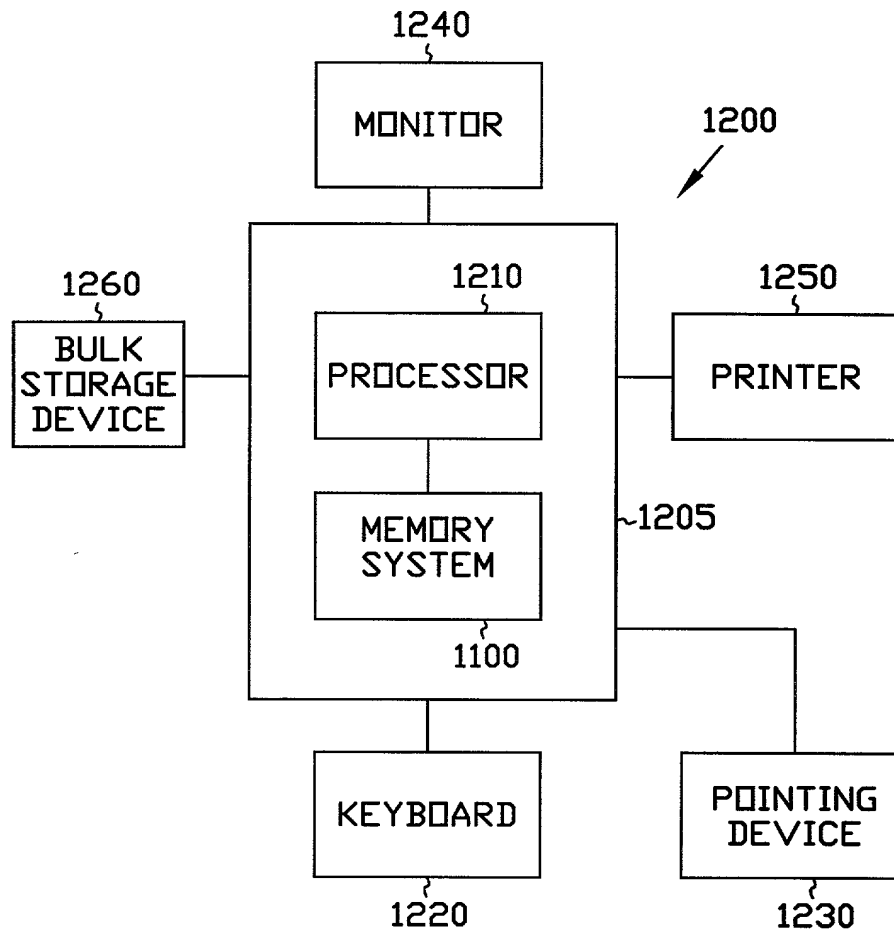 1240
MONITOR
1200
1260
BULK
STORAGE
DEVICE
1210
PROCESSOR
1250
PRINTER
MEMORY
SYSTEM
1205
1100
KEYBOARD
1220
POINTING
DEVICE
1230